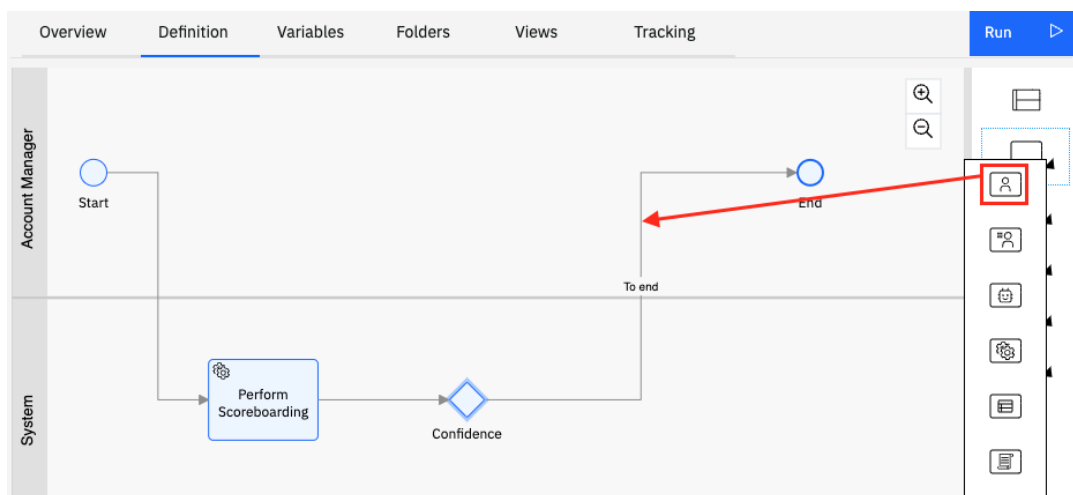 Overview Definition Variables Folders Views Tracking Run
Account Manager
Start
End
To end
System
Perform
Scoreboarding
Confidence